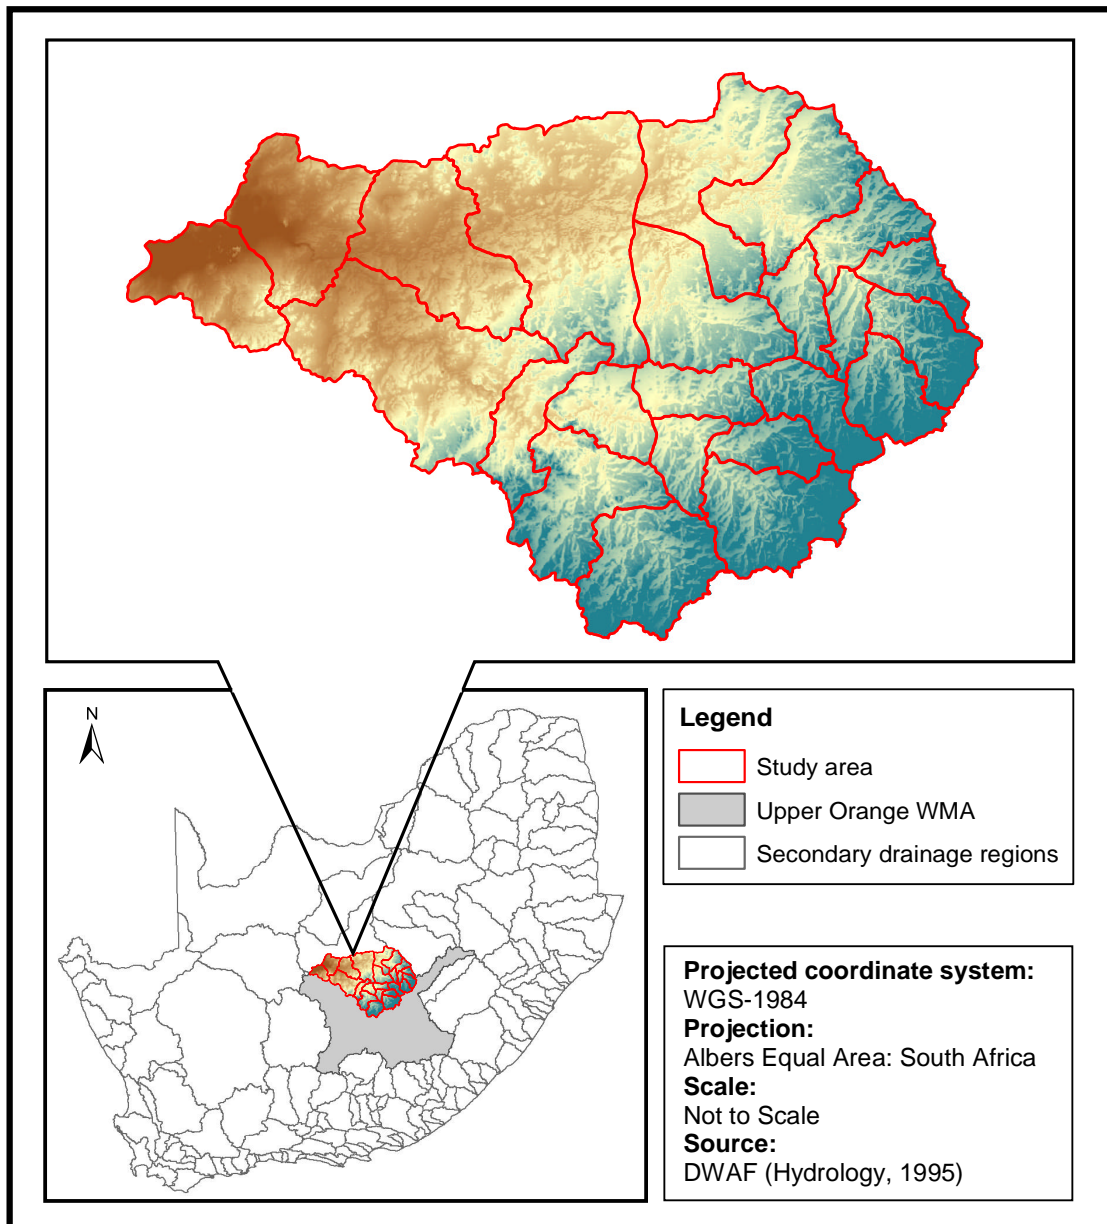 N
Legend
Study area
Upper Orange WMA
Secondary drainage regions
Projected coordinate system:
WGS-1984
Projection:
Albers Equal Area: South Africa
Scale:
Not to Scale
Source:
DWAF (Hydrology, 1995)